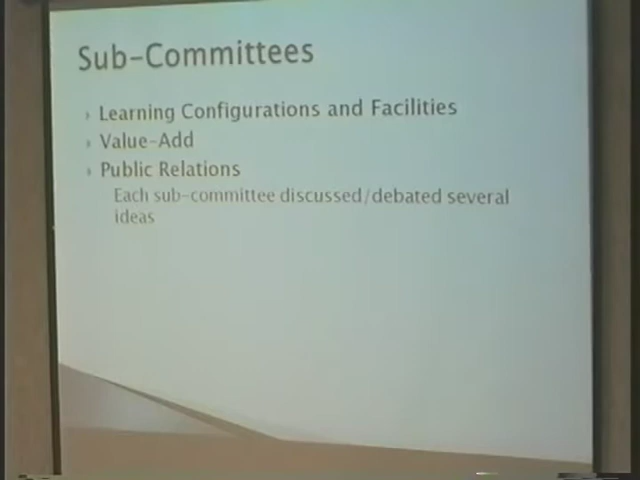 Sub-Committees
Learning Configurations and Facilities
Value-Add
Public Relations
Each sub-committee discussed/debated several
ideas